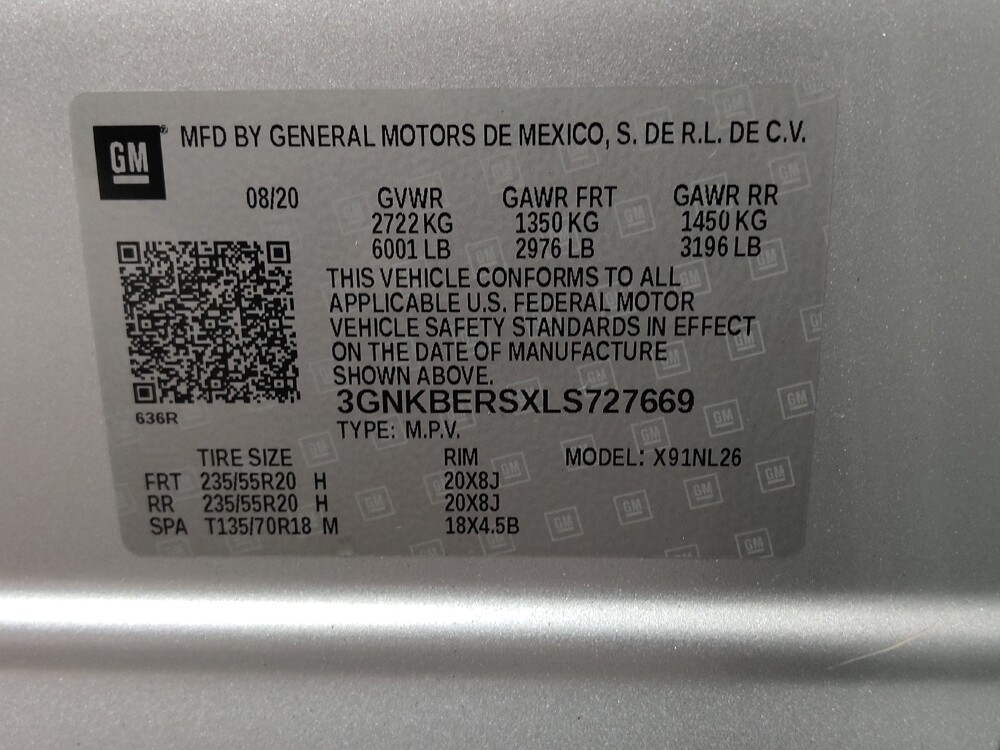 GM ® MFD BY GENERAL MOTORS DE MEXICO, S. DE R.L. DE C.V.
08/20 GVWR GAWR FRT GAWR RR
2722 KG 1350 KG 1450 KG
6001 LB 2976 LB 3196 LB
THIS VEHICLE CONFORMS TO ALL
APPLICABLE U.S. FEDERAL MOTOR
VEHICLE SAFETY STANDARDS IN EFFECT
ON THE DATE OF MANUFACTURE
SHOWN ABOVE.
3GNKBERSXLS727669
636R
TYPE: M.P.V.
TIRE SIZE RIM MODEL: X91NL26
FRT 235/55R20 H 20X8J
RR 235/55R20 H 20X8J
SPA T135/70R18 M 18X4.5B